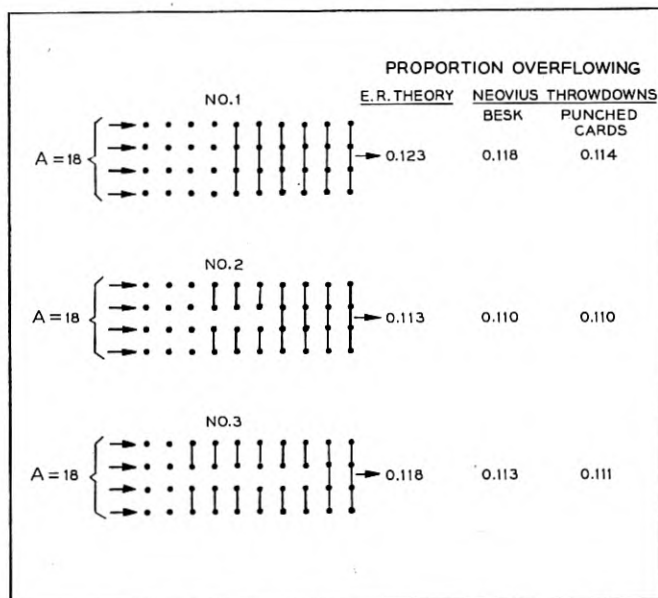 PROPORTION OVERFLOWING
E.R. THEORY NEOVIUS THROWDOWNS
BESK PUNCHED CARDS
NO.1
A = 18 0.123 0.118 0.114
NO.2
A = 18 0.113 0.110 0.110
NO.3
A = 18 0.118 0.113 0.111